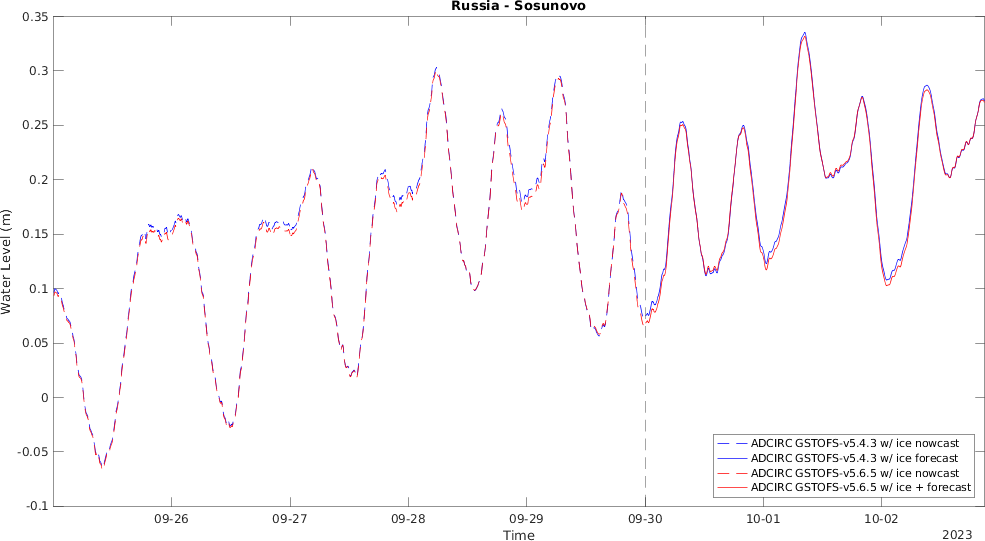 Russia - Sosunovo
0.35
0.3
0.25
0.2
0.15
0.1
0.05
0
-0.05
-0.1
Water Level (m)
09-26 09-27 09-28 09-29 09-30 10-01 10-02
Time
2023
ADCIRC GSTOFS-v5.4.3 w/ ice nowcast
ADCIRC GSTOFS-v5.4.3 w/ ice forecast
ADCIRC GSTOFS-v5.6.5 w/ ice nowcast
ADCIRC GSTOFS-v5.6.5 w/ ice + forecast